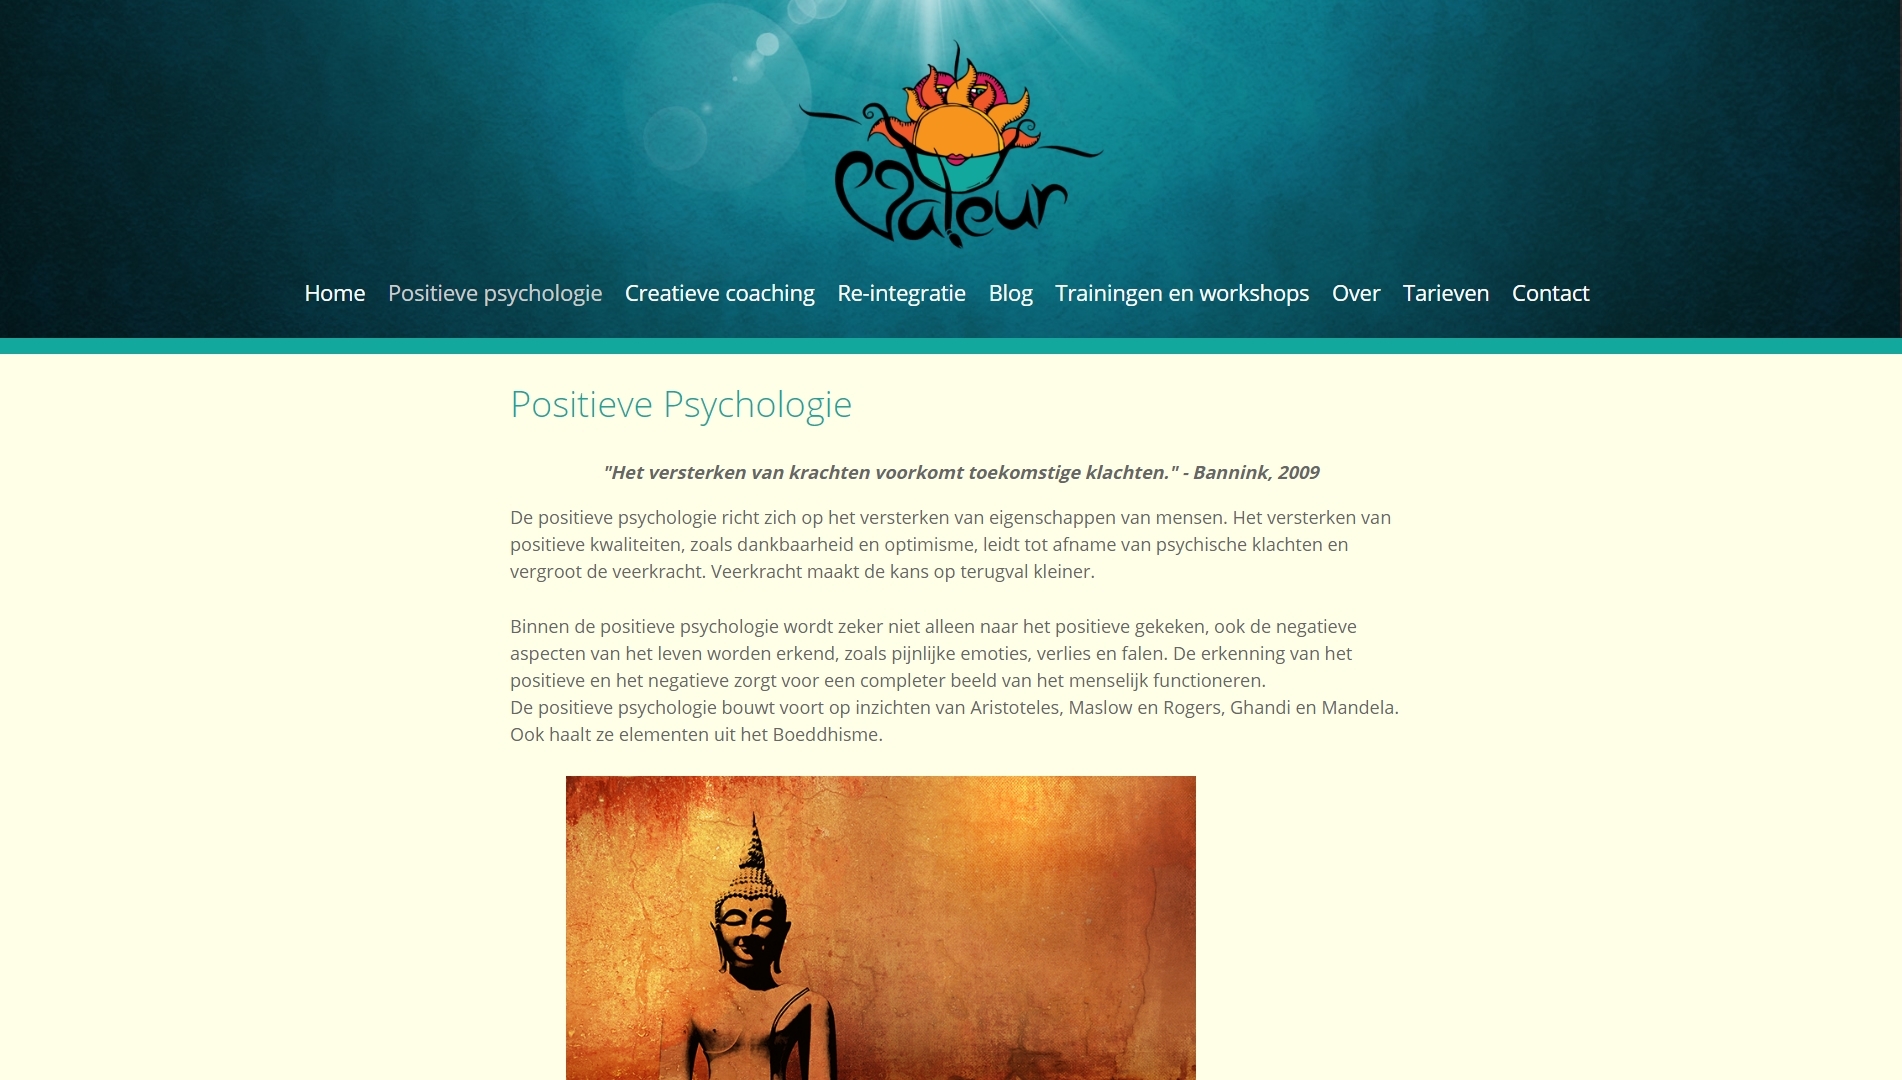 Valeur
Home Positieve psychologie Creatieve coaching Re-integratie Blog Trainingen en workshops Over Tarieven Contact
Positieve Psychologie
"Het versterken van krachten voorkomt toekomstige klachten." - Bannink, 2009
De positieve psychologie richt zich op het versterken van eigenschappen van mensen. Het versterken van
positieve kwaliteiten, zoals dankbaarheid en optimisme, leidt tot afname van psychische klachten en
vergroot de veerkracht. Veerkracht maakt de kans op terugval kleiner.
Binnen de positieve psychologie wordt zeker niet alleen naar het positieve gekeken, ook de negatieve
aspecten van het leven worden erkend, zoals pijnlijke emoties, verlies en falen. De erkenning van het
positieve en het negatieve zorgt voor een completer beeld van het menselijk functioneren.
De positieve psychologie bouwt voort op inzichten van Aristoteles, Maslow en Rogers, Ghandi en Mandela.
Ook haalt ze elementen uit het Boeddhisme.